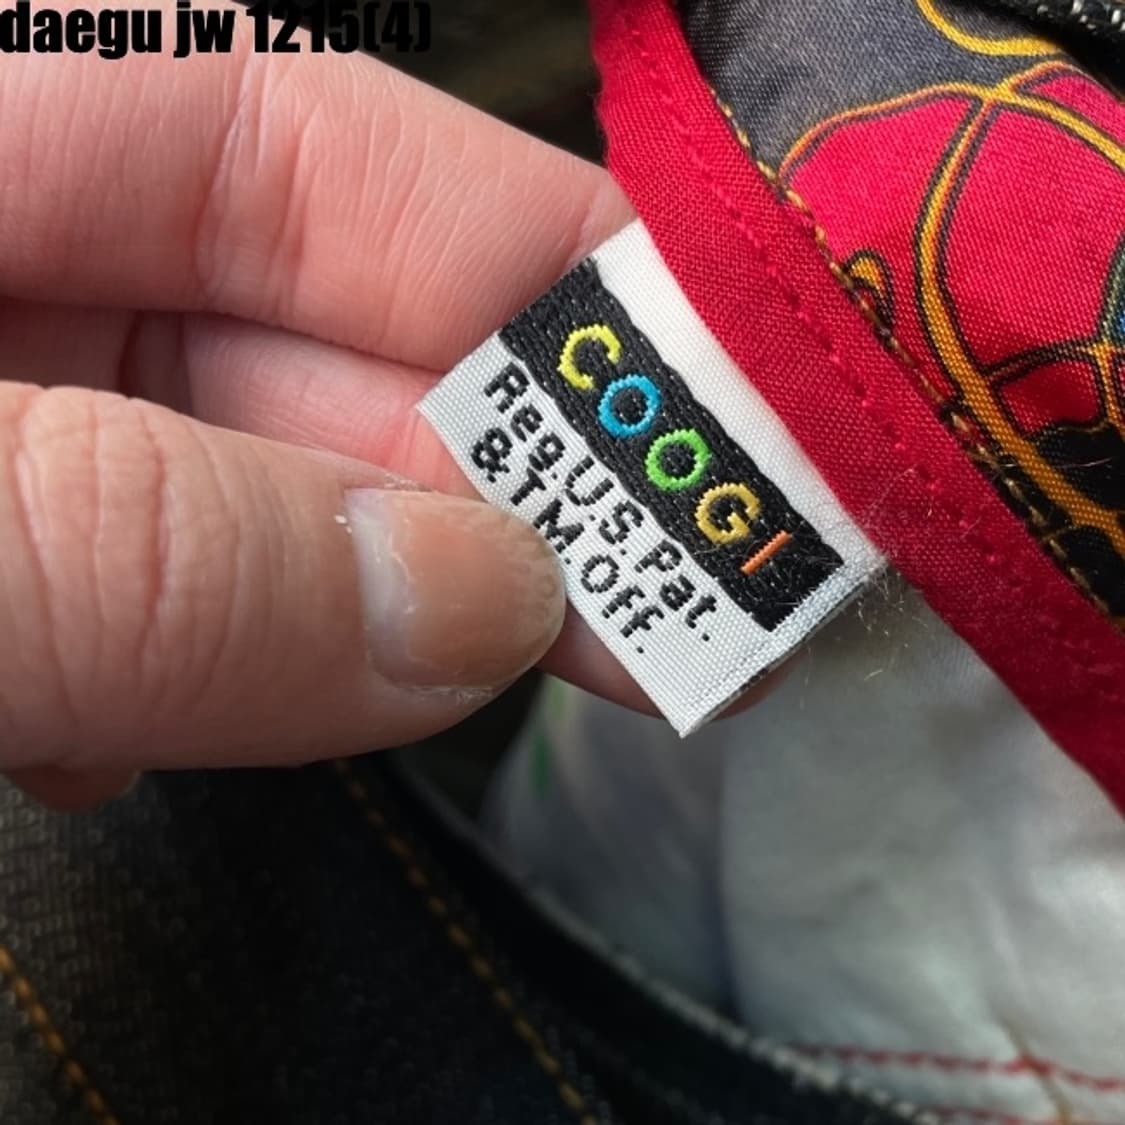 daegu jw 1215(4)
COOGI
Reg.U.S.Pat.
&T M.Off.